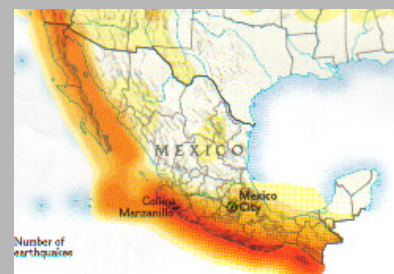 MEXICO
Colima
Manzanillo
Mexico
City
Number of
earthquakes